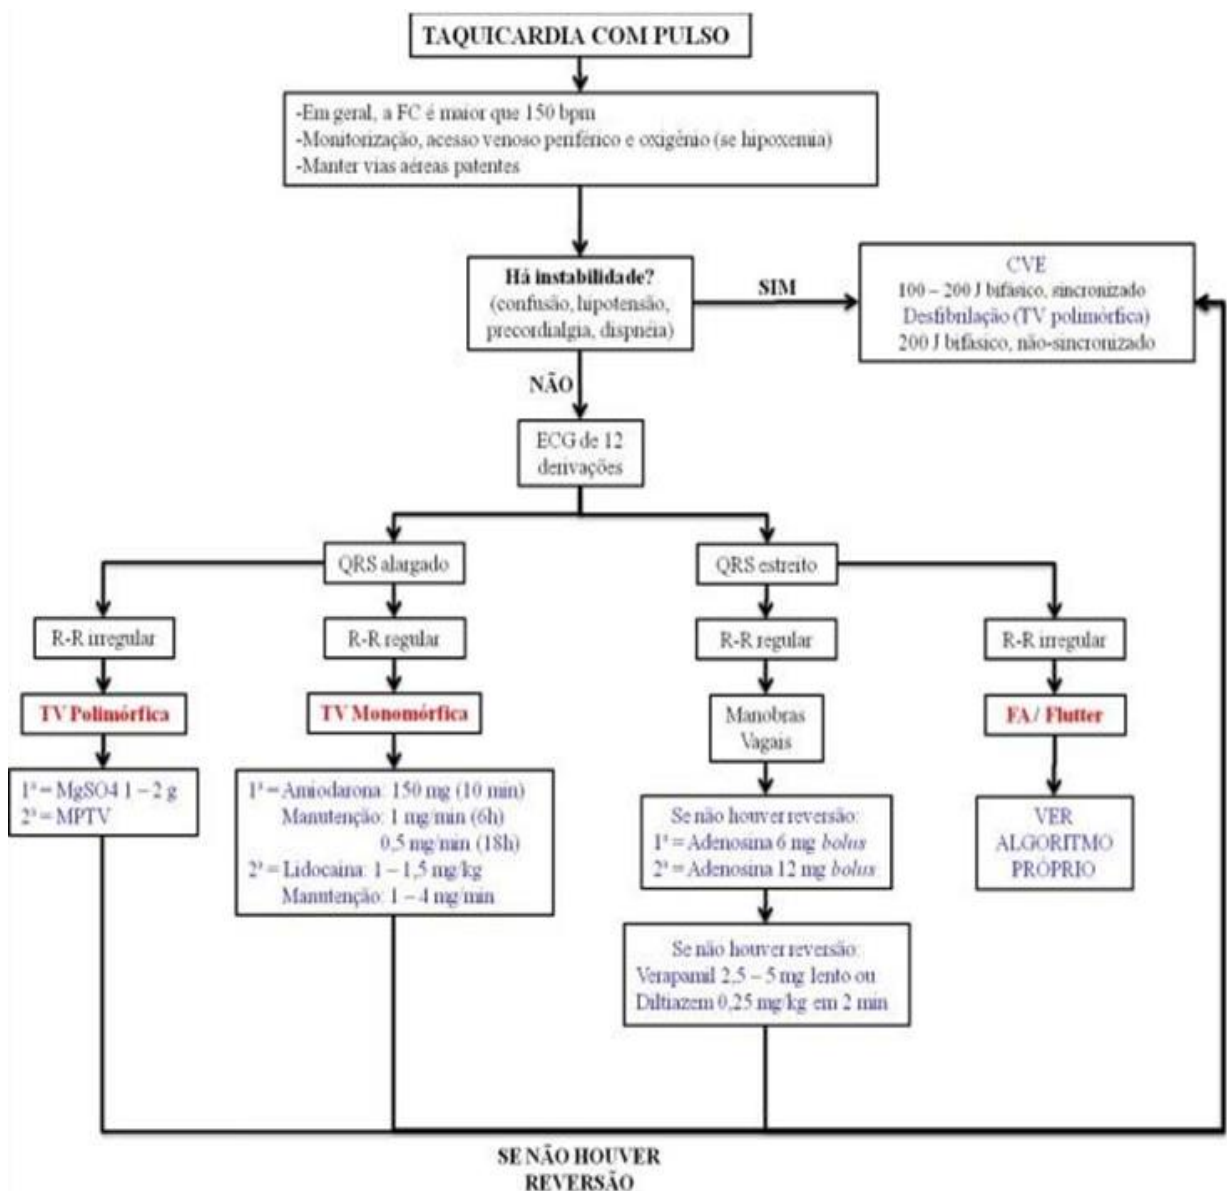 TAQUICARDIA COM PULSO
-Em geral, a FC é maior que 150 bpm
-Monitorização, acesso venoso periférico e oxigênio (se hipoxemia)
-Manter vias aéreas patentes
Há instabilidade?
(confusão, hipotensão,
precordialgia, dispnéia)
SIM
CVE
100 – 200 J bifásico, sincronizado
Desfibrilação (TV polimórfica)
200 J bifásico, não-sincronizado
NÃO
ECG de 12
derivações
QRS alargado
QRS estreito
R-R irregular
R-R regular
R-R regular
R-R irregular
TV Polimórfica
TV Monomórfica
Manobras
Vagais
FA / Flutter
1ª = MgSO4 1 – 2 g
2ª = MPTV
1ª = Amiodarona: 150 mg (10 min)
Manutenção: 1 mg/min (6h)
0,5 mg/min (18h)
2ª = Lidocaína: 1 – 1,5 mg/kg
Manutenção: 1 – 4 mg/min
Se não houver reversão:
1ª = Adenosina 6 mg bolus
2ª = Adenosina 12 mg bolus
VER
ALGORITMO
PRÓPRIO
Se não houver reversão:
Verapamil 2,5 – 5 mg lento ou
Diltiazem 0,25 mg/kg em 2 min
SE NÃO HOUVER
REVERSÃO